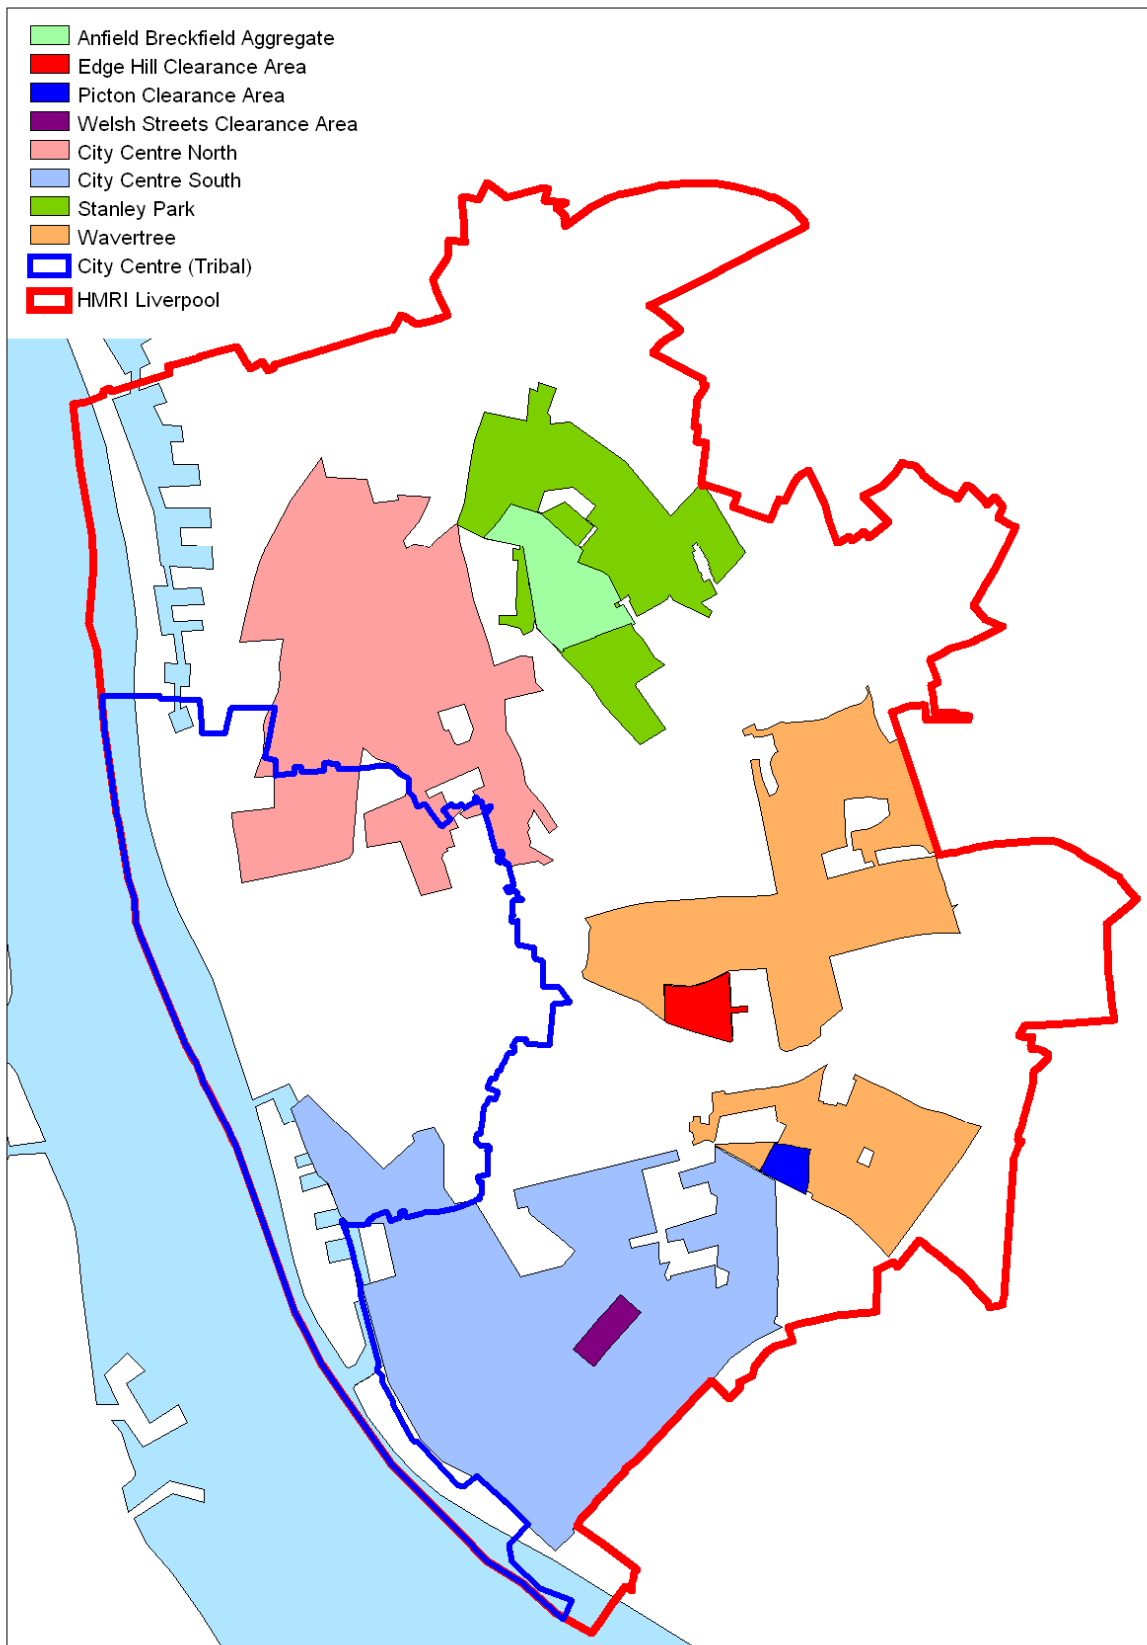 Anfield Breckfield Aggregate
Edge Hill Clearance Area
Picton Clearance Area
Welsh Streets Clearance Area
City Centre North
City Centre South
Stanley Park
Wavertree
City Centre (Tribal)
HMRI Liverpool